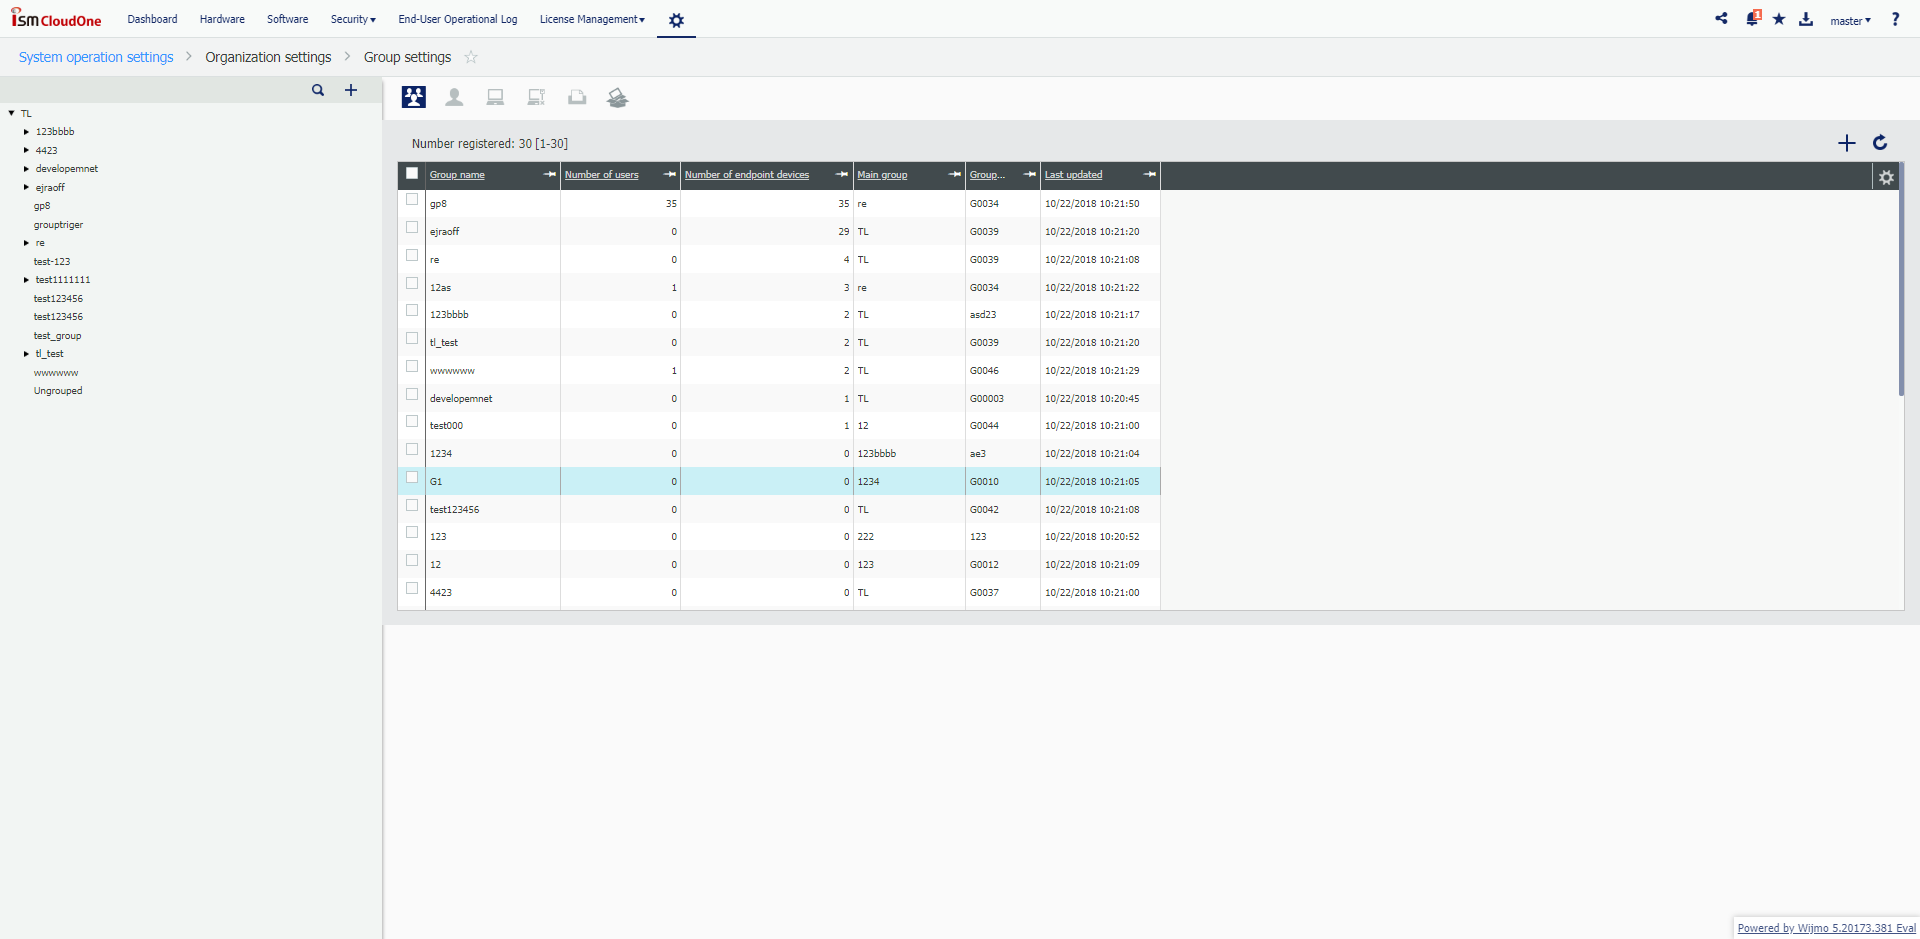 ism CloudOne Dashboard Hardware Software Security End-User Operational Log License Management 1 master ?
System operation settings > Organization settings > Group settings
TL
123bbbb
4423
developemnet
ejraoff
gp8
grouptriger
re
test-123
test1111111
test123456
test123456
test_group
tl_test
wwwwww
Ungrouped
Number registered: 30 [1-30]
Group name Number of users Number of endpoint devices Main group Group... Last updated
gp8 35 35 re G0034 10/22/2018 10:21:50
ejraoff 0 29 TL G0039 10/22/2018 10:21:20
re 0 4 TL G0039 10/22/2018 10:21:08
12as 1 3 re G0034 10/22/2018 10:21:22
123bbbb 0 2 TL asd23 10/22/2018 10:21:17
tl_test 0 2 TL G0039 10/22/2018 10:21:20
wwwwww 1 2 TL G0046 10/22/2018 10:21:29
developemnet 0 1 TL G00003 10/22/2018 10:20:45
test000 0 1 12 G0044 10/22/2018 10:21:00
1234 0 0 123bbbb ae3 10/22/2018 10:21:04
G1 0 0 1234 G0010 10/22/2018 10:21:05
test123456 0 0 TL G0042 10/22/2018 10:21:08
123 0 0 222 123 10/22/2018 10:20:52
12 0 0 123 G0012 10/22/2018 10:21:09
4423 0 0 TL G0037 10/22/2018 10:21:00
Powered by Wijmo 5.20173.381 Eval